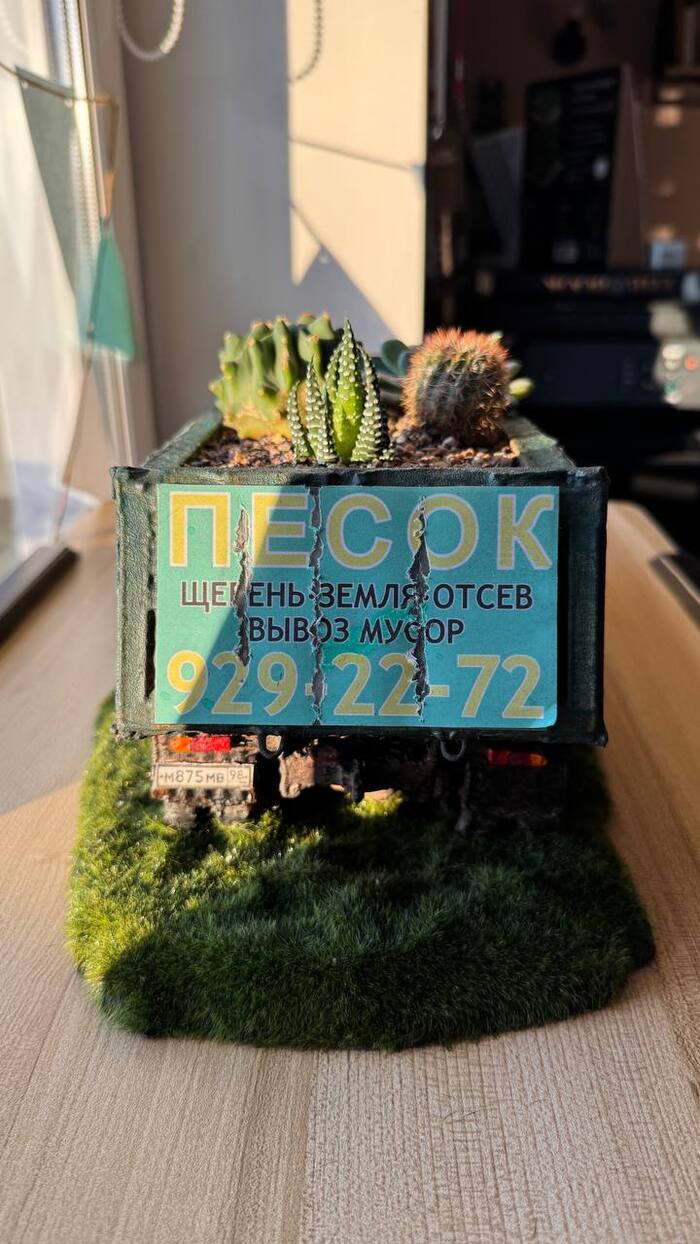 ПЕСОК
ЩЕБЕНЬ ЗЕМЛЯ ОТСЕВ
ВЫВОЗ МУСОР
929-22-72
М875МВ 98